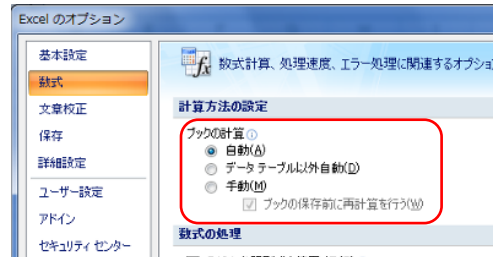 Excel のオプション
基本設定
数式
文章校正
保存
詳細設定
ユーザー設定
アドイン
セキュリティ センター
数式計算、処理速度、エラー処理に関連するオプショ
計算方法の設定
ブックの計算
自動(A)
データ テーブル以外自動(D)
手動(M)
ブックの保存前に再計算を行う(W)
数式の処理